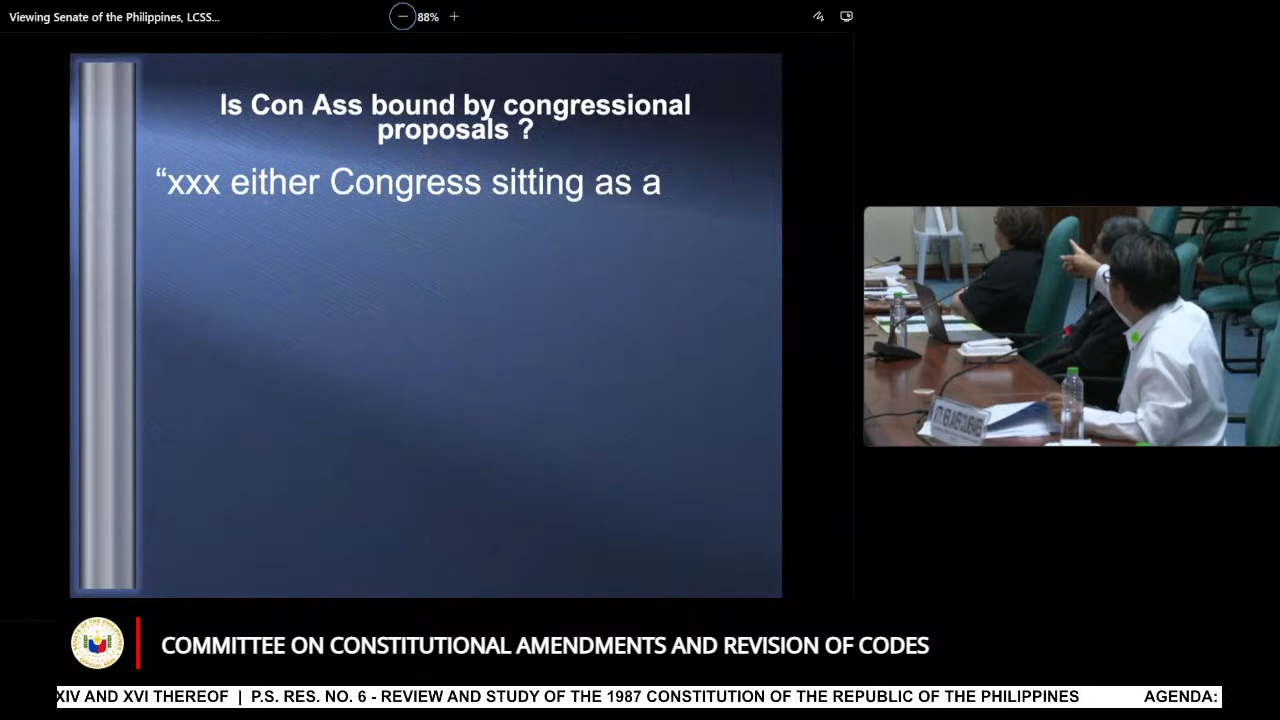 Viewing Senate of the Philippines, LCSS...
88%
Is Con Ass bound by congressional
proposals ?
“xxx either Congress sitting as a
COMMITTEE ON CONSTITUTIONAL AMENDMENTS AND REVISION OF CODES
XIV AND XVI THEREOF | P.S. RES. NO. 6 - REVIEW AND STUDY OF THE 1987 CONSTITUTION OF THE REPUBLIC OF THE PHILIPPINES AGENDA: